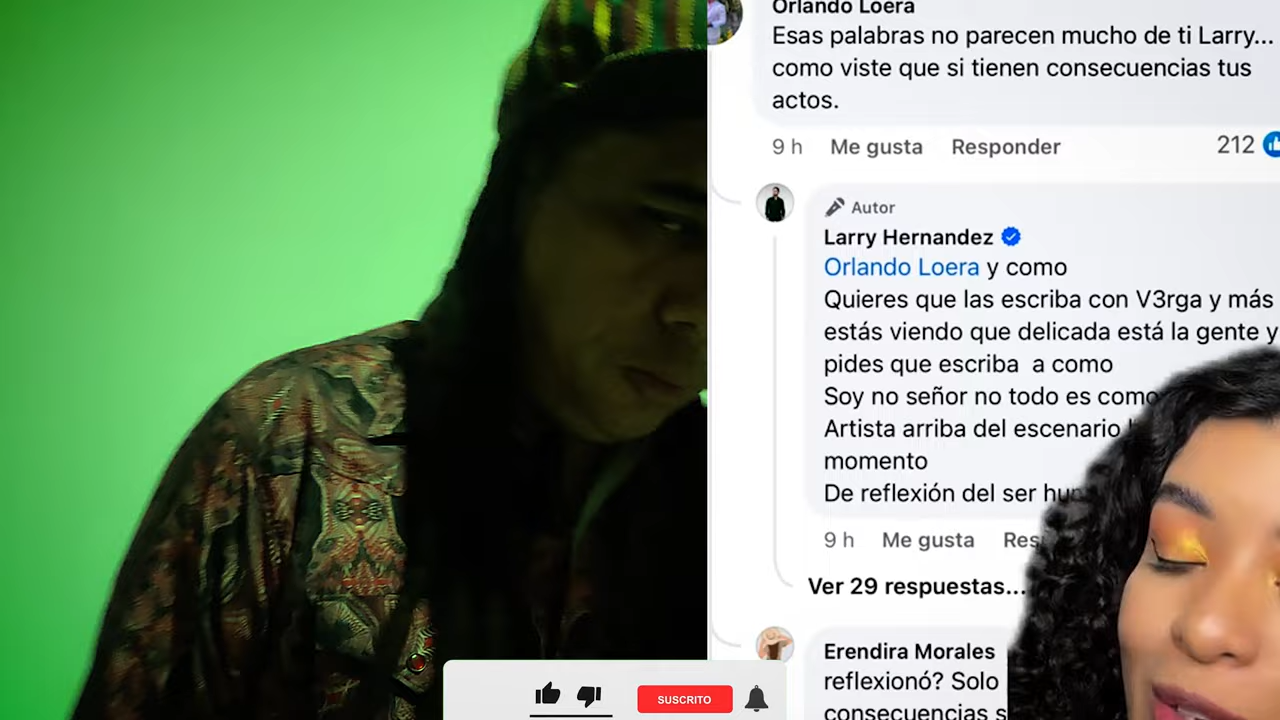 Orlando Loera
Esas palabras no parecen mucho de ti Larry...
como viste que si tienen consecuencias tus
actos.
9 h Me gusta Responder 212
Autor
Larry Hernandez
Orlando Loera y como
Quieres que las escriba con V3rga y más
estás viendo que delicada está la gente y
pides que escriba a como
Soy no señor no todo es como
Artista arriba del escenario
momento
De reflexión del ser
9 h Me gusta
Ver 29 respuestas...
Erendira Morales
reflexionó? Solo
consecuencias
SUSCRITO